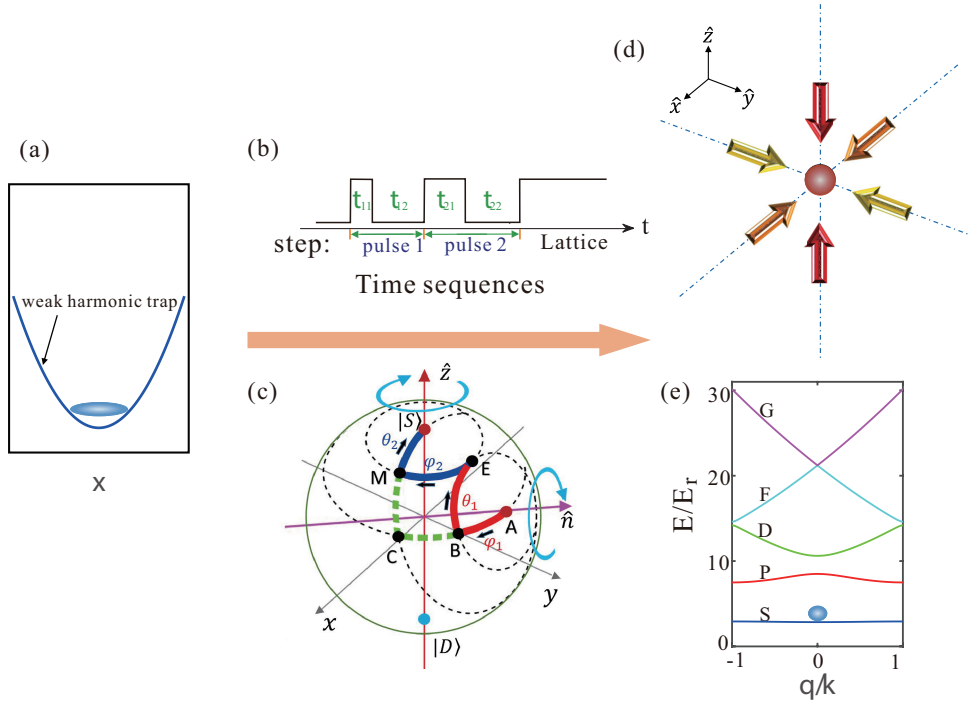 (a)
weak harmonic trap
x
(b)
t11 t12 t21 t22
t
step: pulse 1 pulse 2 Lattice
Time sequences
(c)
ẑ
|S⟩
θ2
φ2
M
E
θ1
A
n̂
B
φ1
C
y
x
|D⟩
(d)
ẑ
x̂
ŷ
(e)
30
G
20
F
E/Er
D
10
P
S
0
-1 0 1
q/k